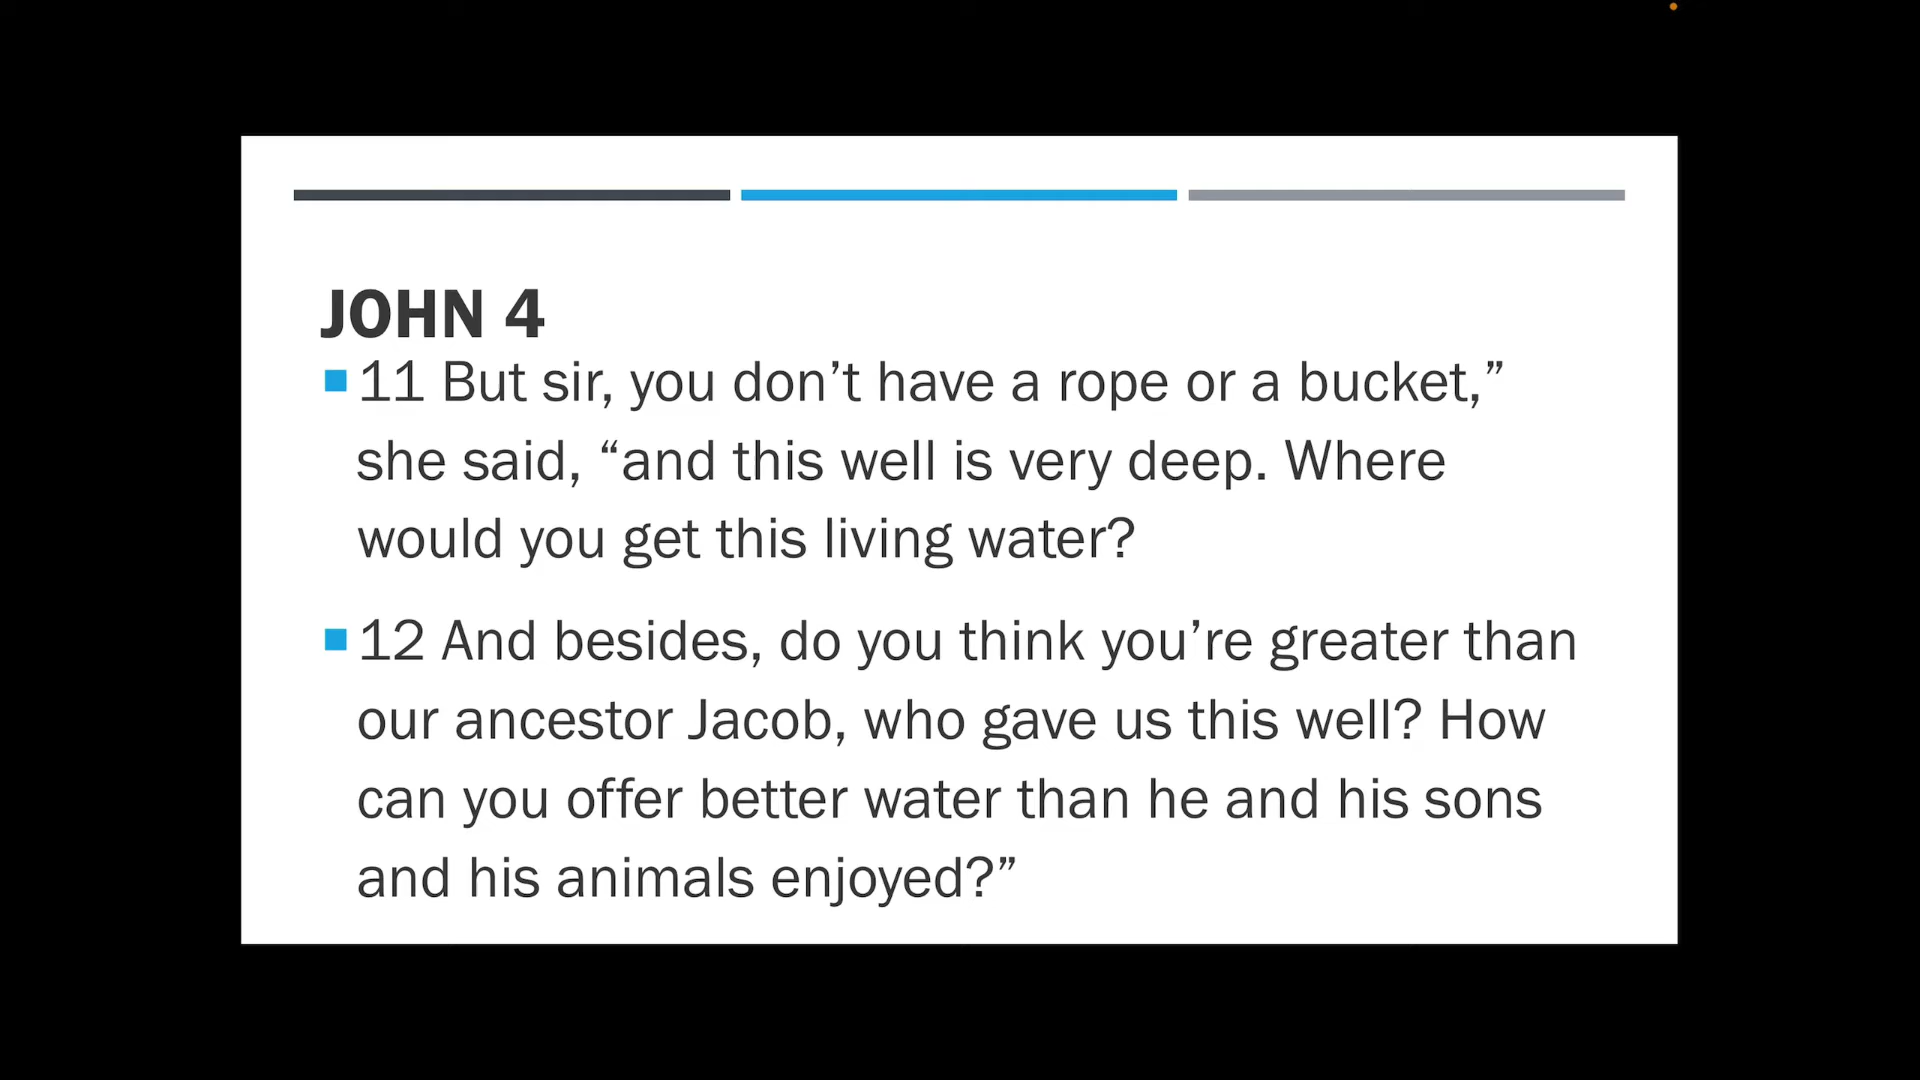 JOHN 4
11 But sir, you don’t have a rope or a bucket,”
she said, “and this well is very deep. Where
would you get this living water?
12 And besides, do you think you’re greater than
our ancestor Jacob, who gave us this well? How
can you offer better water than he and his sons
and his animals enjoyed?”